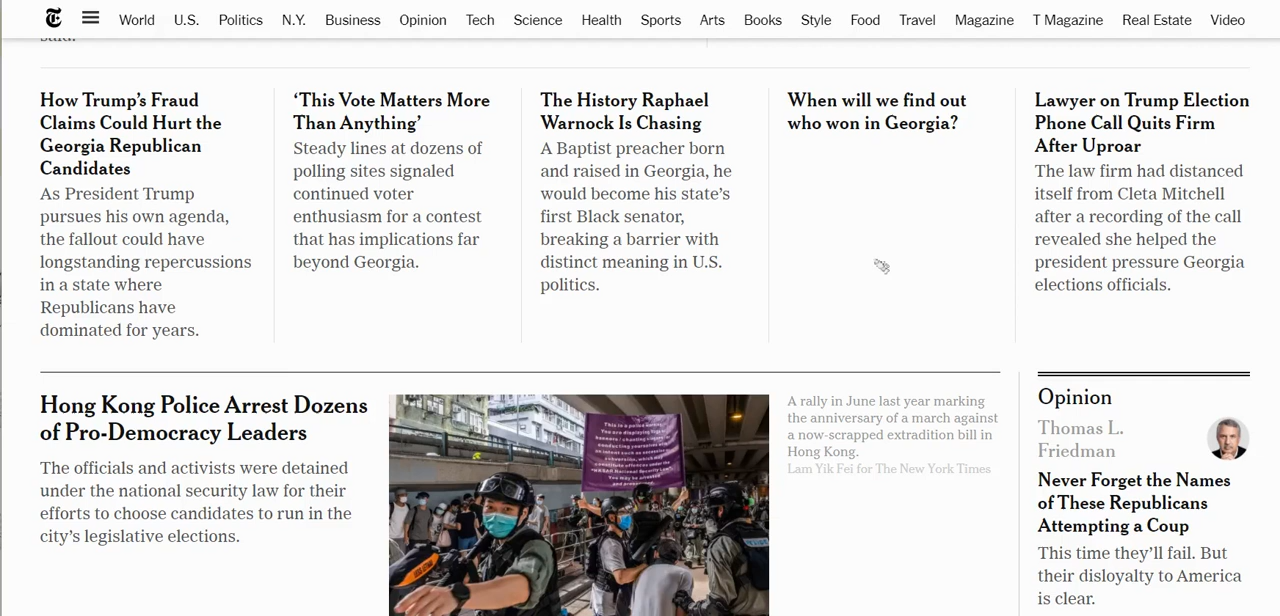 World U.S. Politics N.Y. Business Opinion Tech Science Health Sports Arts Books Style Food Travel Magazine T Magazine Real Estate Video
said.
How Trump's Fraud
Claims Could Hurt the
Georgia Republican
Candidates
As President Trump
pursues his own agenda,
the fallout could have
longstanding repercussions
in a state where
Republicans have
dominated for years.
‘This Vote Matters More
Than Anything’
Steady lines at dozens of
polling sites signaled
continued voter
enthusiasm for a contest
that has implications far
beyond Georgia.
The History Raphael
Warnock Is Chasing
A Baptist preacher born
and raised in Georgia, he
would become his state’s
first Black senator,
breaking a barrier with
distinct meaning in U.S.
politics.
When will we find out
who won in Georgia?
Lawyer on Trump Election
Phone Call Quits Firm
After Uproar
The law firm had distanced
itself from Cleta Mitchell
after a recording of the call
revealed she helped the
president pressure Georgia
elections officials.
Hong Kong Police Arrest Dozens
of Pro-Democracy Leaders
The officials and activists were detained
under the national security law for their
efforts to choose candidates to run in the
city’s legislative elections.
A rally in June last year marking
the anniversary of a march against
a now-scrapped extradition bill in
Hong Kong.
Lam Yik Fei for The New York Times
Opinion
Thomas L.
Friedman
Never Forget the Names
of These Republicans
Attempting a Coup
This time they’ll fail. But
their disloyalty to America
is clear.